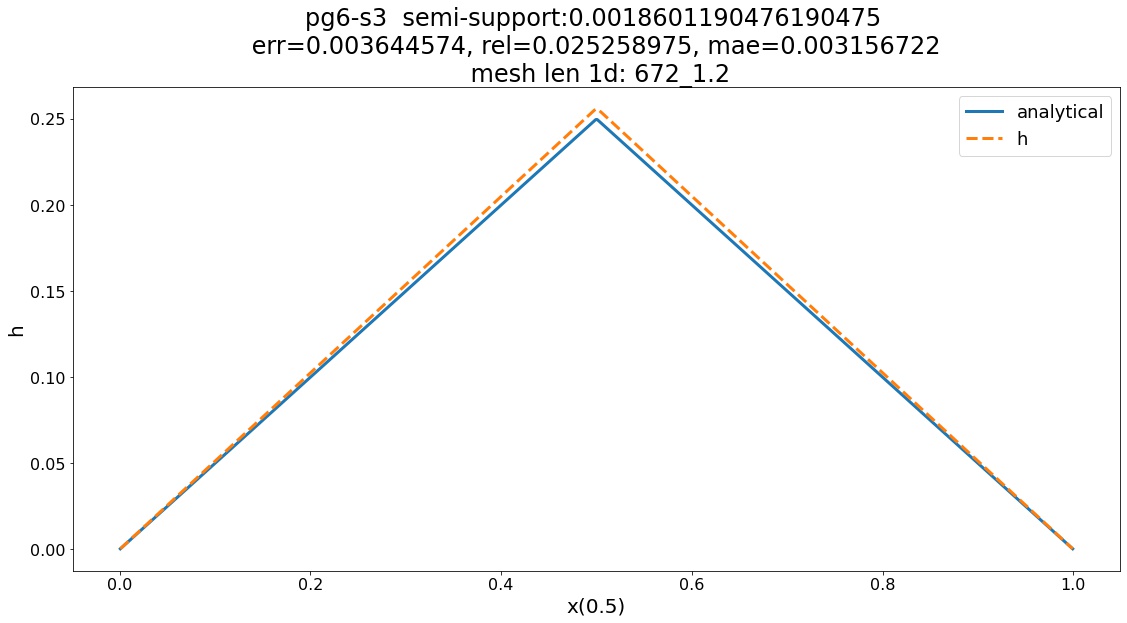 pg6-s3  semi-support:0.0018601190476190475
err=0.003644574, rel=0.025258975, mae=0.003156722
mesh len 1d: 672_1.2
analytical
h
0.25
0.20
0.15
0.10
0.05
0.00
h
0.0
0.2
0.4
0.6
0.8
1.0
x(0.5)